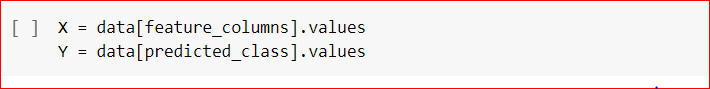 [ ] X = data[feature_columns].values
Y = data[predicted_class].values